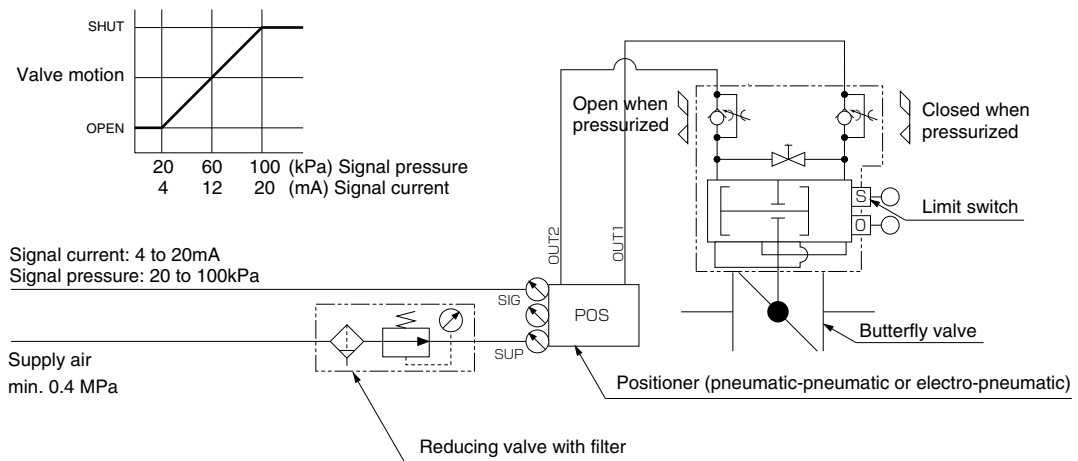 SHUT
Valve motion
OPEN
20 60 100 (kPa) Signal pressure
4 12 20 (mA) Signal current
Open when
pressurized
Closed when
pressurized
S
O
Limit switch
OUT2
OUT1
Signal current: 4 to 20mA
Signal pressure: 20 to 100kPa
SIG
POS
SUP
Butterfly valve
Supply air
min. 0.4 MPa
Positioner (pneumatic-pneumatic or electro-pneumatic)
Reducing valve with filter